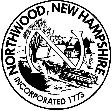 NORTHWOOD, NEW HAMPSHIRE
INCORPORATED 1773